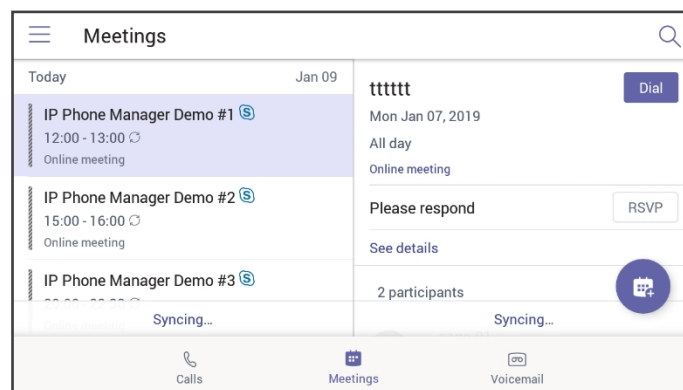 Meetings
Today Jan 09
IP Phone Manager Demo #1
12:00 - 13:00
Online meeting
IP Phone Manager Demo #2
15:00 - 16:00
Online meeting
IP Phone Manager Demo #3
Syncing...
tttttt
Dial
Mon Jan 07, 2019
All day
Online meeting
Please respond
RSVP
See details
2 participants
Syncing...
Calls
Meetings
Voicemail